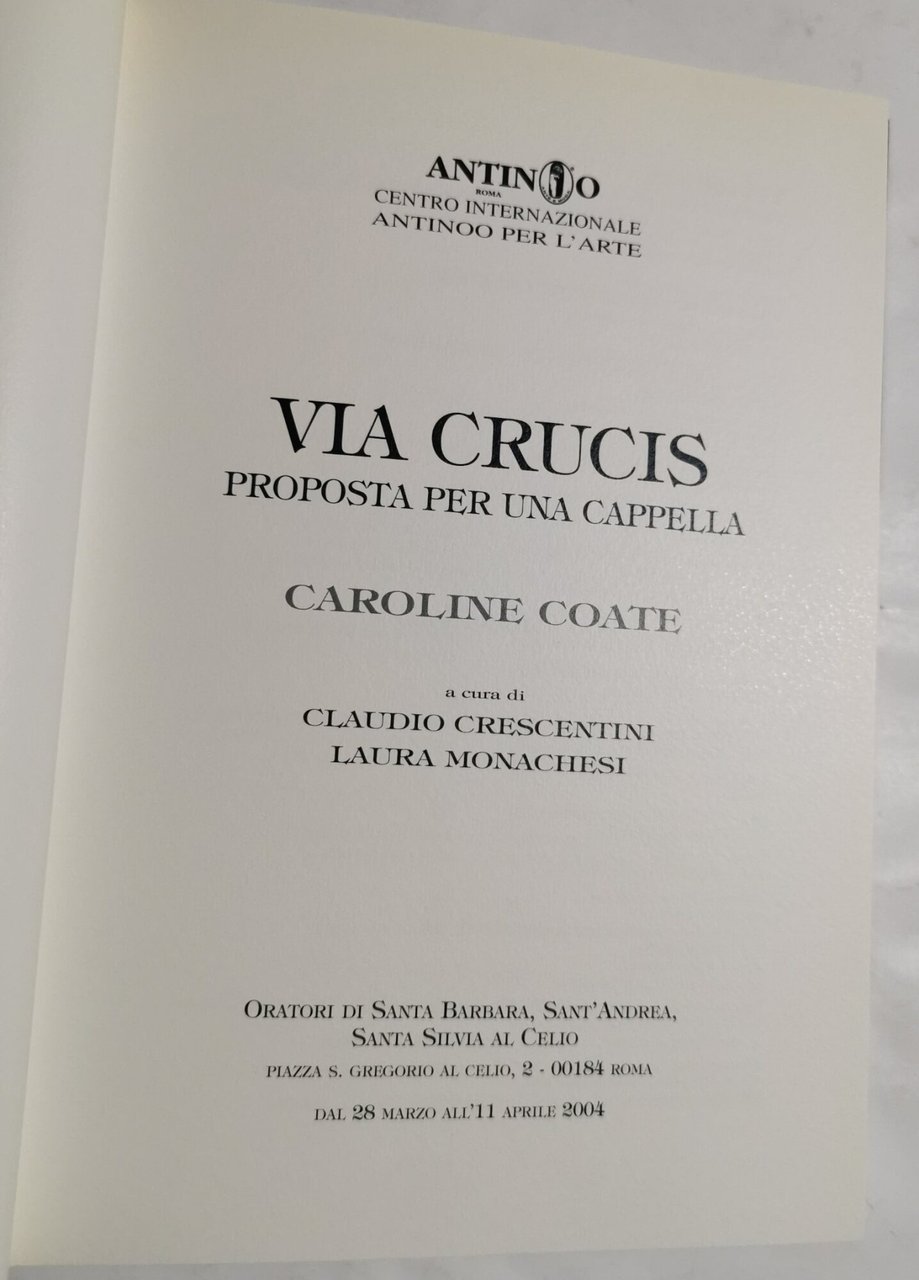 ANTINOO
ROMA
CENTRO INTERNAZIONALE
ANTINOO PER L'ARTE
VIA CRUCIS
PROPOSTA PER UNA CAPPELLA
CAROLINE COATE
a cura di
CLAUDIO CRESCENTINI
LAURA MONACHESI
ORATORI DI SANTA BARBARA, SANT'ANDREA,
SANTA SILVIA AL CELIO
PIAZZA S. GREGORIO AL CELIO, 2 - 00184 ROMA
DAL 28 MARZO ALL'11 APRILE 2004